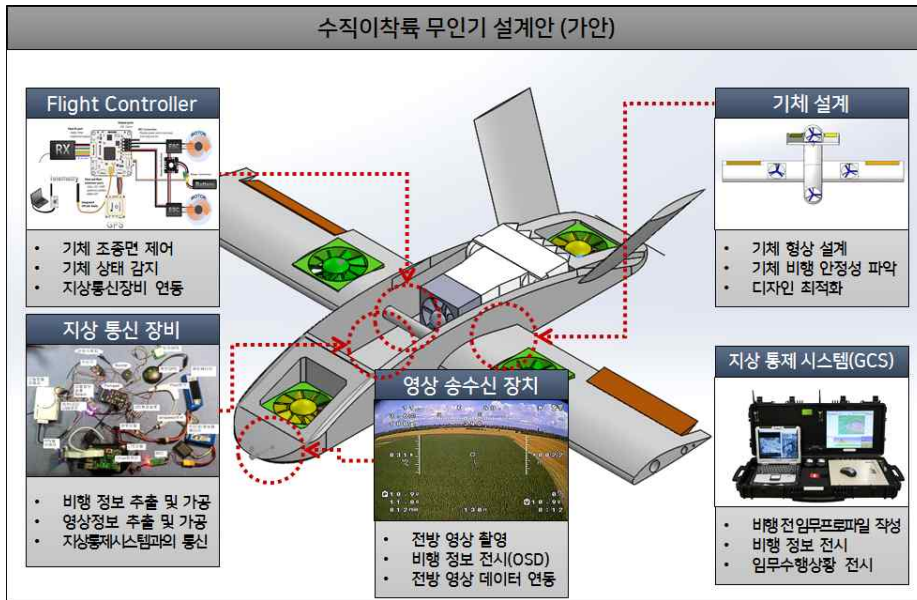 수직이착륙 무인기 설계안 (가안)
Flight Controller
RX
GPS
Battery
• 기체 조종면 제어
• 기체 상태 감지
• 지상통신장비 연동
지상 통신 장비
• 비행 정보 추출 및 가공
• 영상정보 추출 및 가공
• 지상통제시스템과의 통신
영상 송수신 장치
• 전방 영상 촬영
• 비행 정보 전시(OSD)
• 전방 영상 데이터 연동
기체 설계
• 기체 형상 설계
• 기체 비행 안정성 파악
• 디자인 최적화
지상 통제 시스템(GCS)
• 비행 전 임무프로파일 작성
• 비행 정보 전시
• 임무수행상황 전시